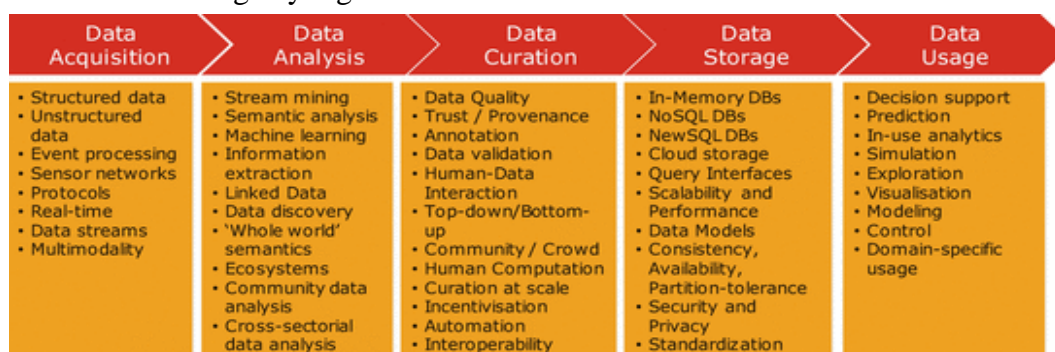 Data
Acquisition
Data
Analysis
Data
Curation
Data
Storage
Data
Usage
• Structured data
• Unstructured
data
• Event processing
• Sensor networks
• Protocols
• Real-time
• Data streams
• Multimodality
• Stream mining
• Semantic analysis
• Machine learning
• Information
extraction
• Linked Data
• Data discovery
• ‘Whole world’
semantics
• Ecosystems
• Community data
analysis
• Cross-sectorial
data analysis
• Data Quality
• Trust / Provenance
• Annotation
• Data validation
• Human-Data
Interaction
• Top-down/Bottom-
up
• Community / Crowd
• Human Computation
• Curation at scale
• Incentivisation
• Automation
• Interoperability
• In-Memory DBs
• NoSQL DBs
• NewSQL DBs
• Cloud storage
• Query Interfaces
• Scalability and
Performance
• Data Models
• Consistency,
Availability,
Partition-tolerance
• Security and
Privacy
• Standardization
• Decision support
• Prediction
• In-use analytics
• Simulation
• Exploration
• Visualisation
• Modeling
• Control
• Domain-specific
usage